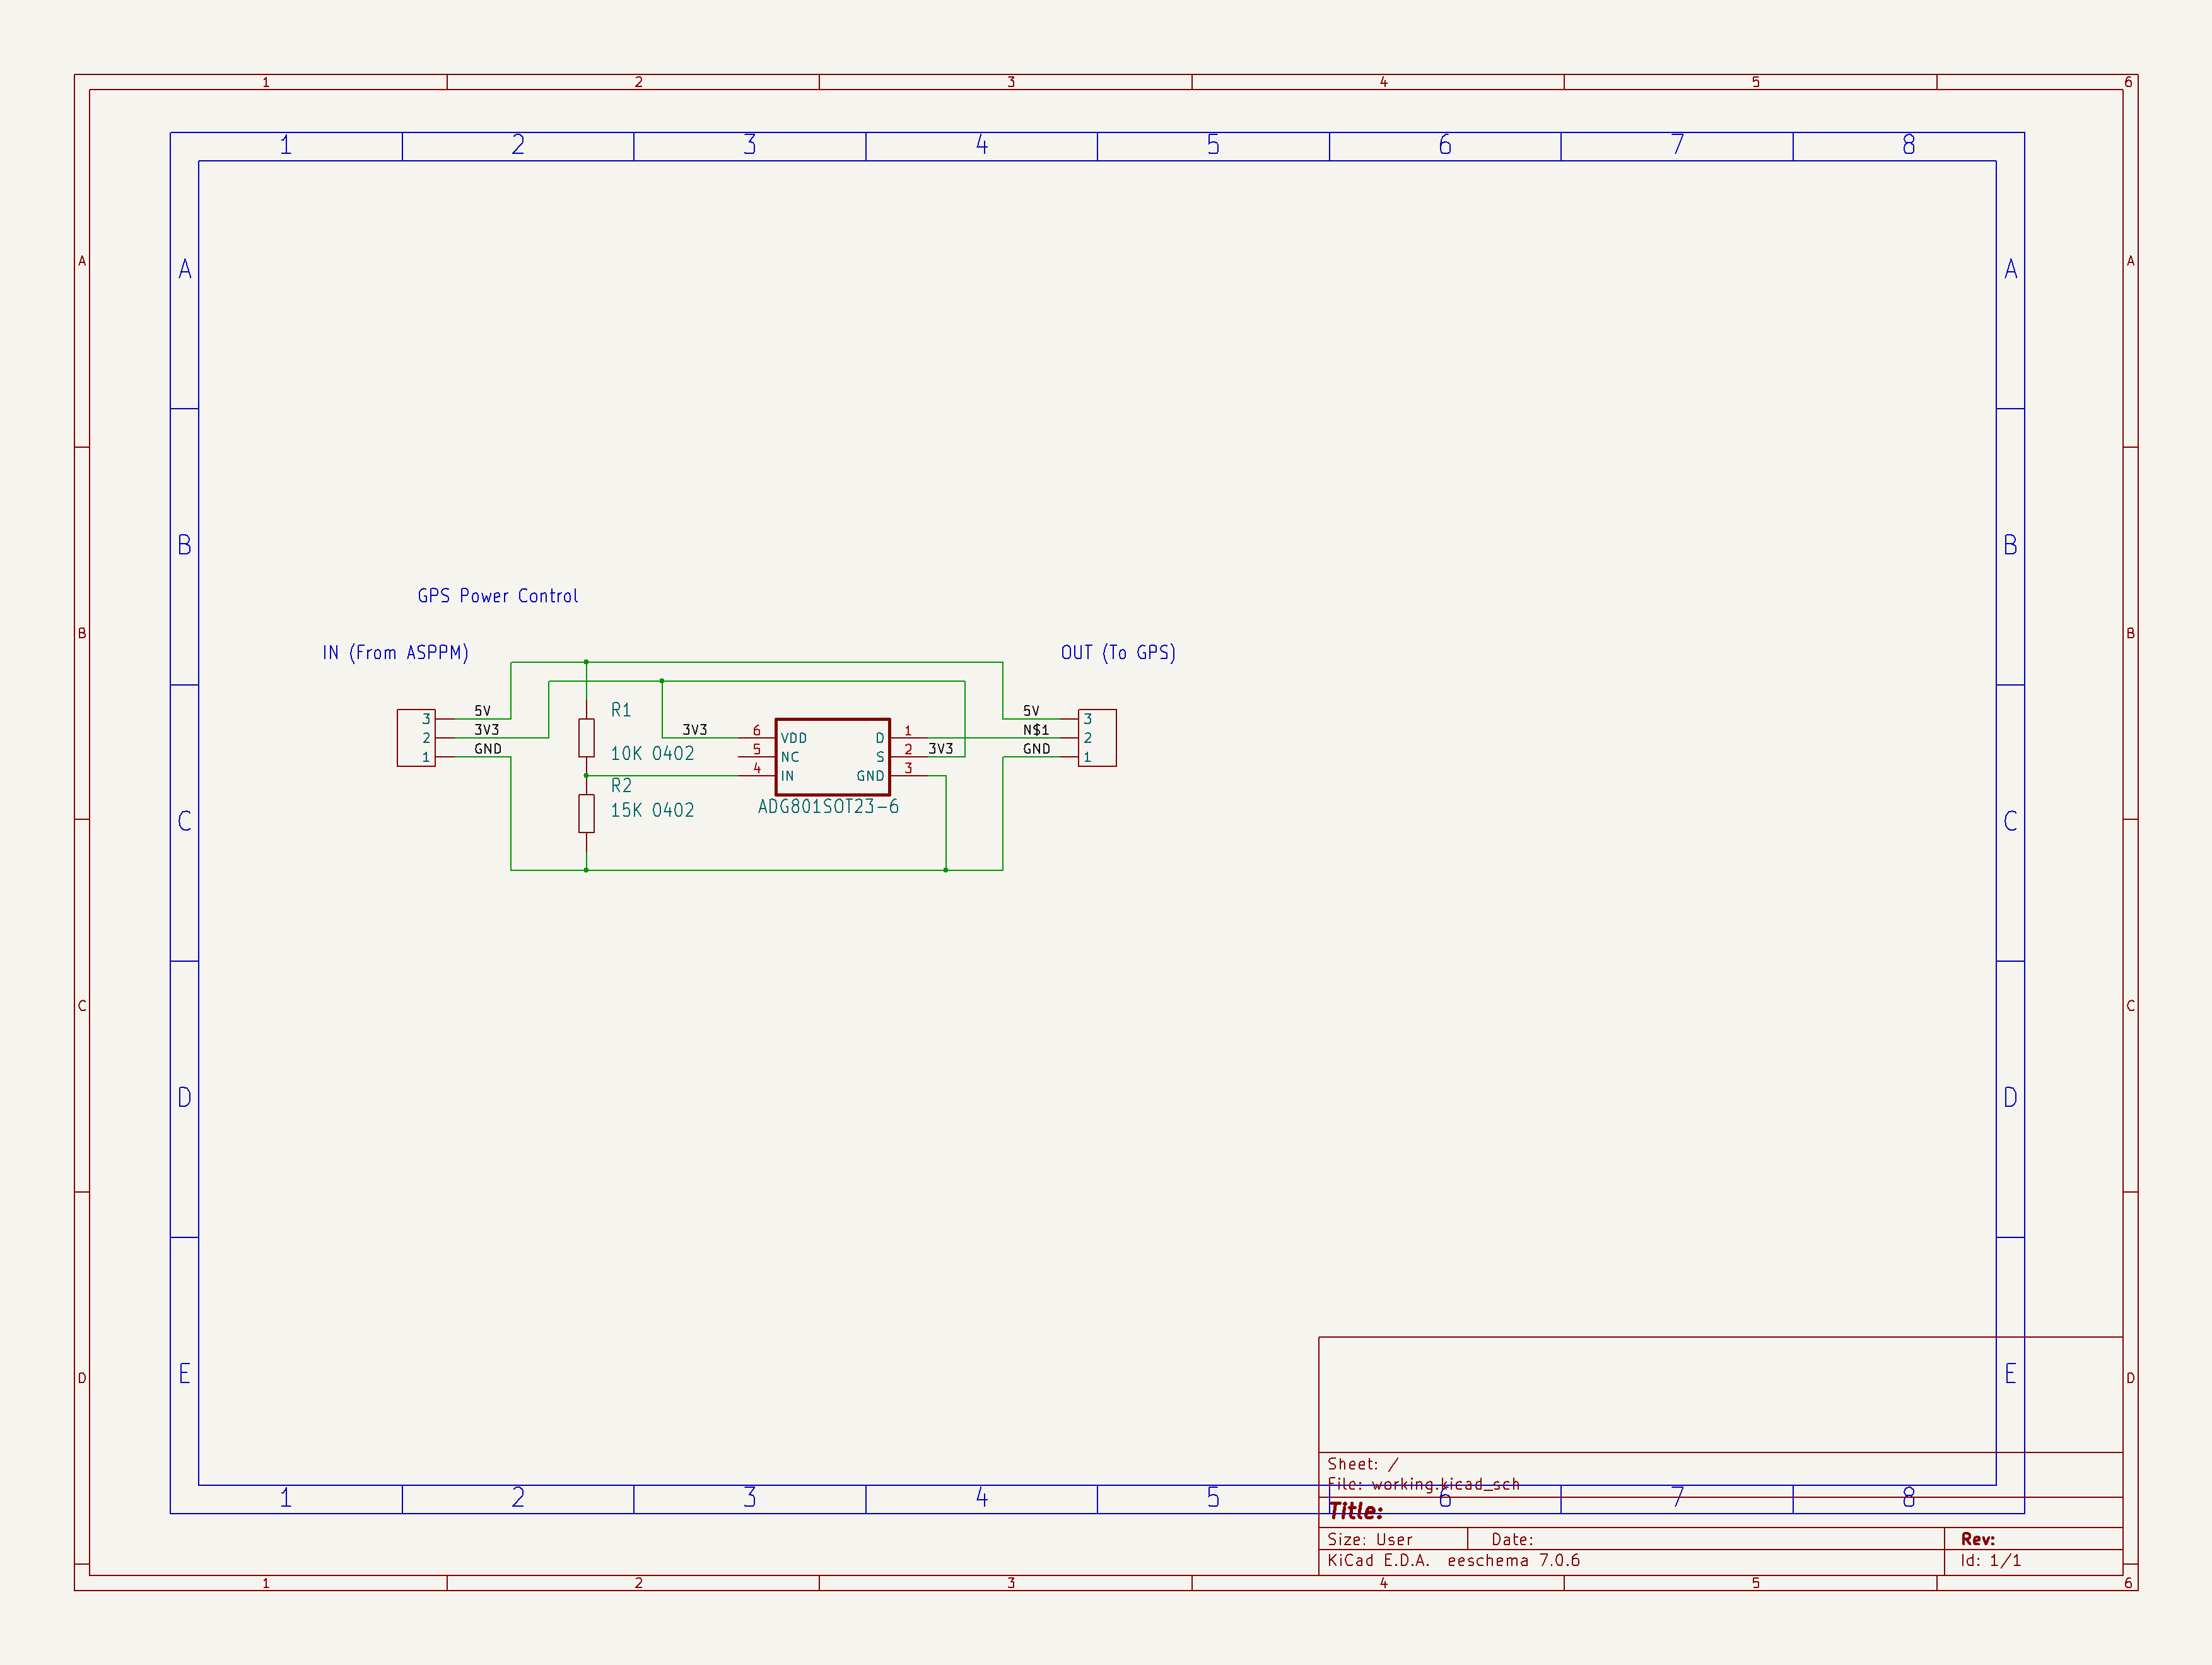 1 2 3 4 5 6
1 2 3 4 5 6 7 8
A A
A A
B B
GPS Power Control
B B
IN (From ASPPM) OUT (To GPS)
5V R1 5V
3 3
3V3 3V3 6 VDD D 1 N$1
2 2
GND 10K 0402 5 NC S 2 3V3 GND
1 1
4 IN GND 3
R2
15K 0402 ADG801SOT23-6
C C
C C
D D
E E
D D
Sheet: /
File: working.kicad_sch
1 2 3 4 5 6 7 8
Title:
Size: User Date: Rev:
KiCad E.D.A. eeschema 7.0.6 Id: 1/1
1 2 3 4 5 6